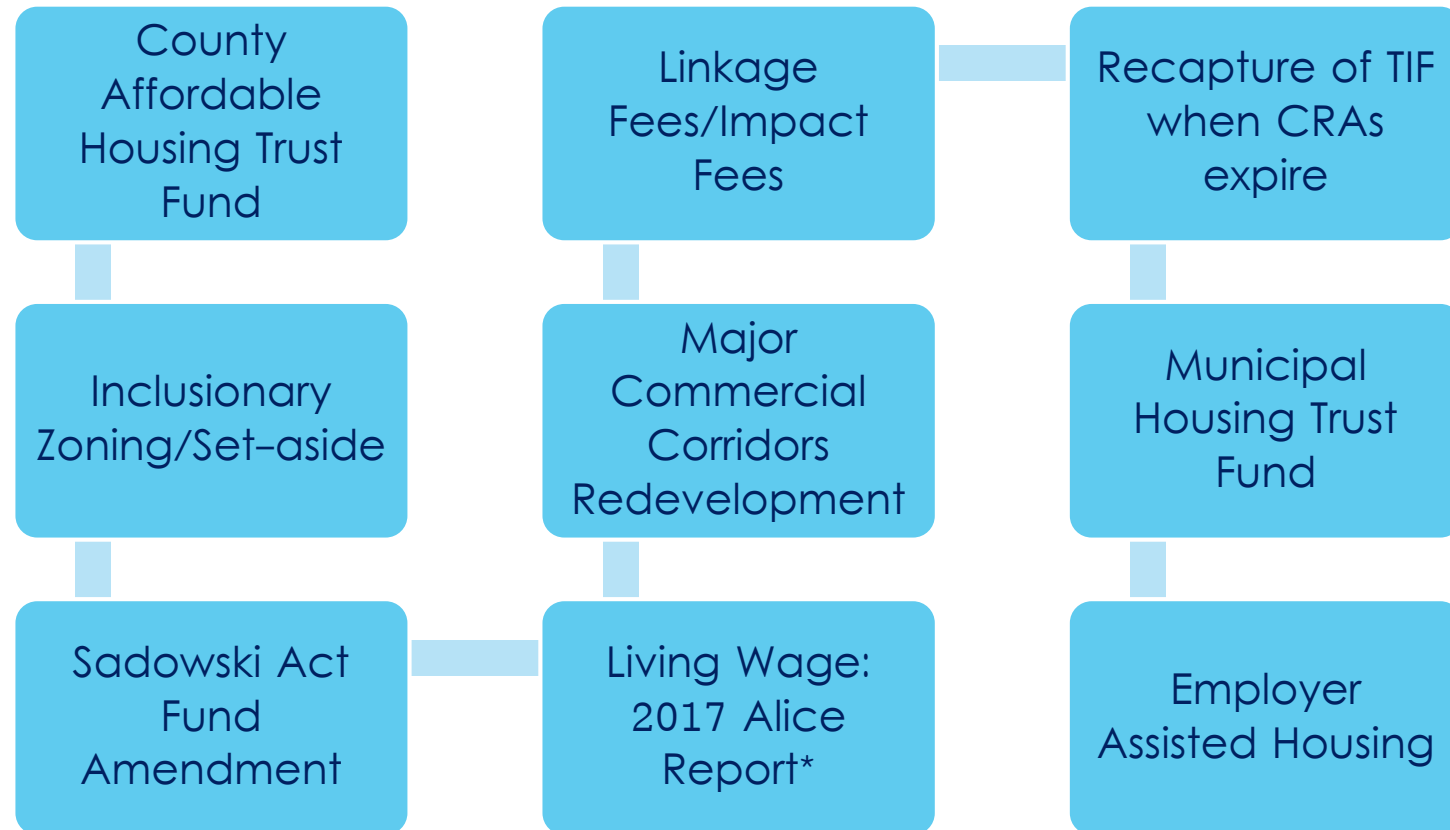 County
Affordable
Housing Trust
Fund
Inclusionary
Zoning/Set-aside
Sadowski Act
Fund
Amendment
Living Wage:
2017 Alice
Report*
Major
Commercial
Corridors
Redevelopment
Linkage
Fees/Impact
Fees
Recapture of TIF
when CRAs
expire
Municipal
Housing Trust
Fund
Employer
Assisted Housing